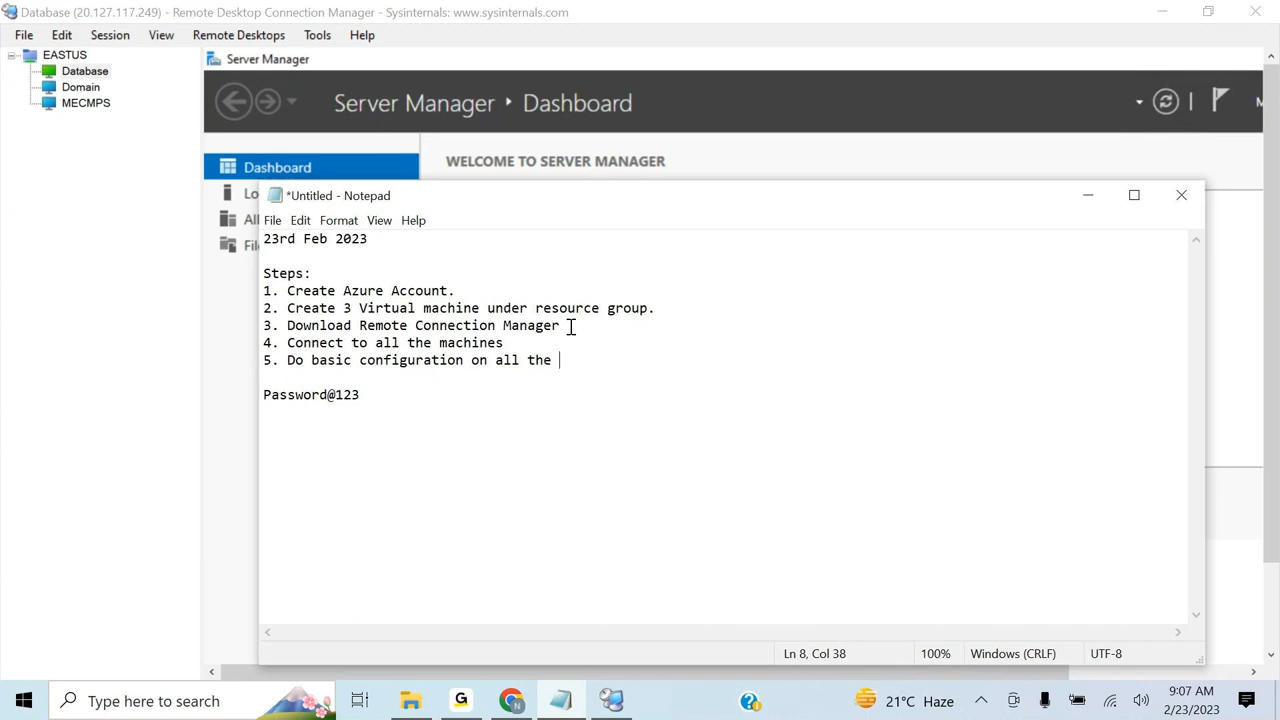 Database (20.127.117.249) - Remote Desktop Connection Manager - Sysinternals: www.sysinternals.com
File Edit Session View Remote Desktops Tools Help
EASTUS
Database
Domain
MECMPS
Server Manager
Server Manager Dashboard
Dashboard
WELCOME TO SERVER MANAGER
Lo
All
Fil
*Untitled - Notepad
File Edit Format View Help
23rd Feb 2023
Steps:
1. Create Azure Account.
2. Create 3 Virtual machine under resource group.
3. Download Remote Connection Manager
4. Connect to all the machines
5. Do basic configuration on all the
Password@123
Ln 8, Col 38 100% Windows (CRLF) UTF-8
Type here to search
21°C Haze
9:07 AM
2/23/2023